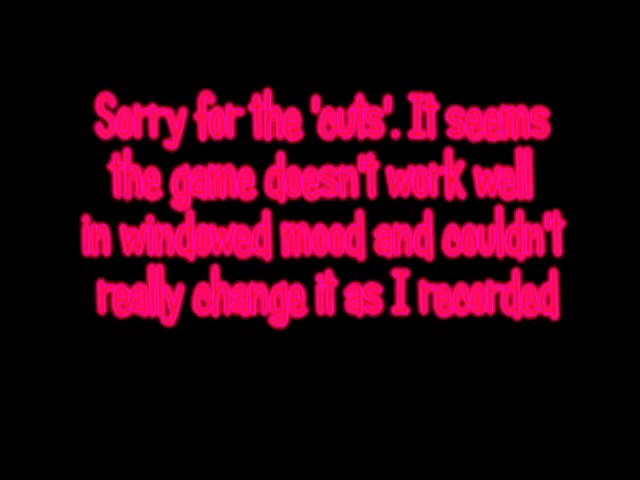 Sorry for the 'cuts'. It seems
the game doesn't work well
in windowed mood and couldn't
really change it as I recorded